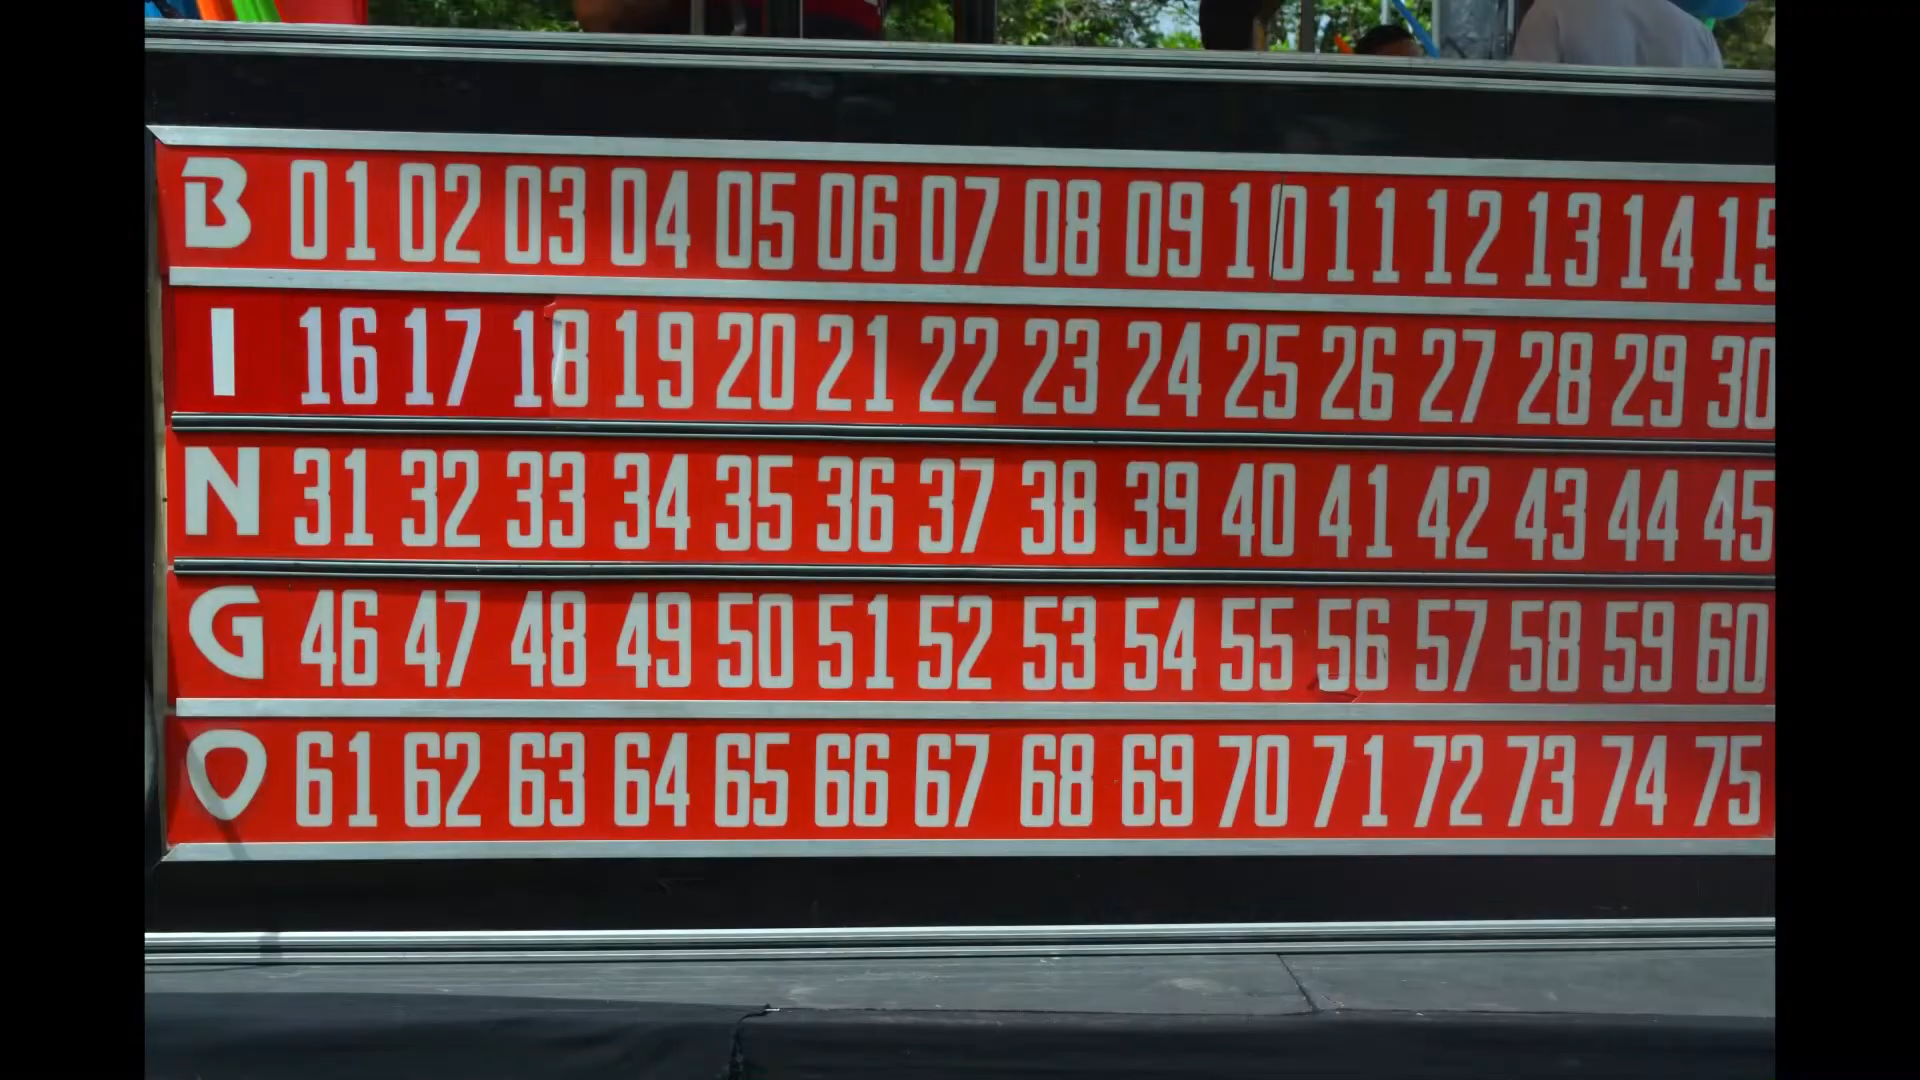 B 01 02 03 04 05 06 07 08 09 10 11 12 13 14 15
I 16 17 18 19 20 21 22 23 24 25 26 27 28 29 30
N 31 32 33 34 35 36 37 38 39 40 41 42 43 44 45
G 46 47 48 49 50 51 52 53 54 55 56 57 58 59 60
O 61 62 63 64 65 66 67 68 69 70 71 72 73 74 75